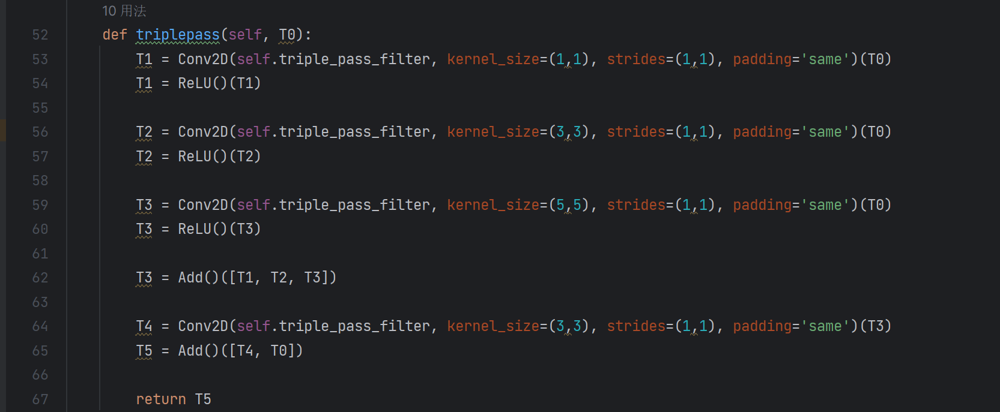 10 用法
52 def triplepass(self, T0):
53 T1 = Conv2D(self.triple_pass_filter, kernel_size=(1,1), strides=(1,1), padding='same')(T0)
54 T1 = ReLU()(T1)
55
56 T2 = Conv2D(self.triple_pass_filter, kernel_size=(3,3), strides=(1,1), padding='same')(T0)
57 T2 = ReLU()(T2)
58
59 T3 = Conv2D(self.triple_pass_filter, kernel_size=(5,5), strides=(1,1), padding='same')(T0)
60 T3 = ReLU()(T3)
61
62 T3 = Add()([T1, T2, T3])
63
64 T4 = Conv2D(self.triple_pass_filter, kernel_size=(3,3), strides=(1,1), padding='same')(T3)
65 T5 = Add()([T4, T0])
66
67 return T5